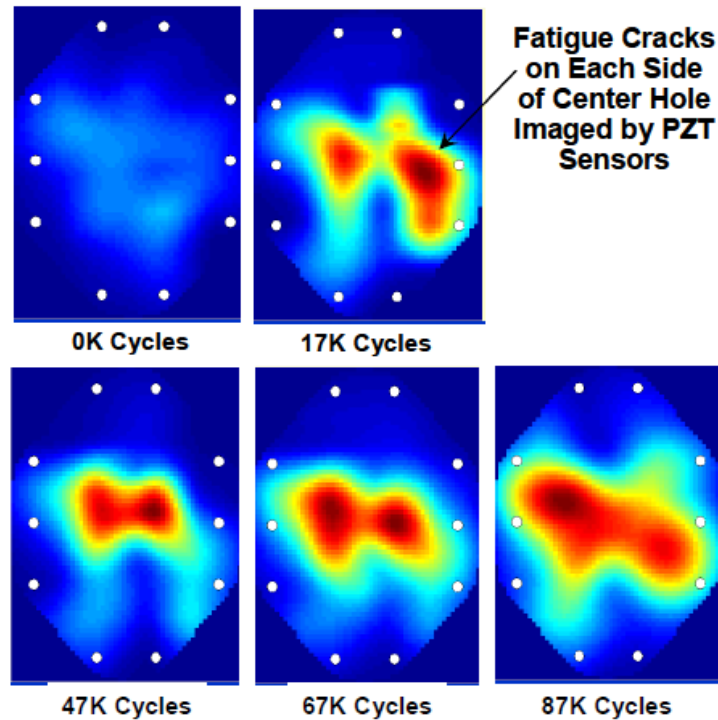 Fatigue Cracks
on Each Side
of Center Hole
Imaged by PZT
Sensors
0K Cycles
17K Cycles
47K Cycles
67K Cycles
87K Cycles